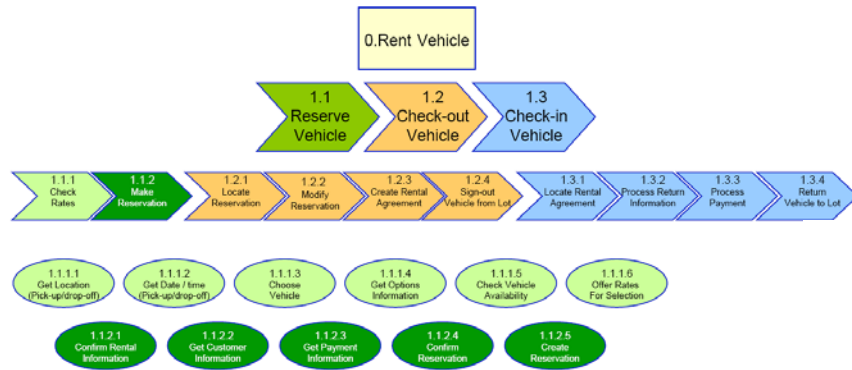 0.Rent Vehicle
1.1
Reserve
Vehicle
1.2
Check-out
Vehicle
1.3
Check-in
Vehicle
1.1.1
Check
Rates
1.1.2
Make
Reservation
1.2.1
Locate
Reservation
1.2.2
Modify
Reservation
1.2.3
Create Rental
Agreement
1.2.4
Sign-out
Vehicle from Lot
1.3.1
Locate Rental
Agreement
1.3.2
Process Return
Information
1.3.3
Process
Payment
1.3.4
Return
Vehicle to Lot
1.1.1.1
Get Location
(Pick-up/drop-off)
1.1.1.2
Get Date / time
(Pick-up/drop-off)
1.1.1.3
Choose
Vehicle
1.1.1.4
Get Options
Information
1.1.1.5
Check Vehicle
Availability
1.1.1.6
Offer Rates
For Selection
1.1.2.1
Confirm Rental
Information
1.1.2.2
Get Customer
Information
1.1.2.3
Get Payment
Information
1.1.2.4
Confirm
Reservation
1.1.2.5
Create
Reservation